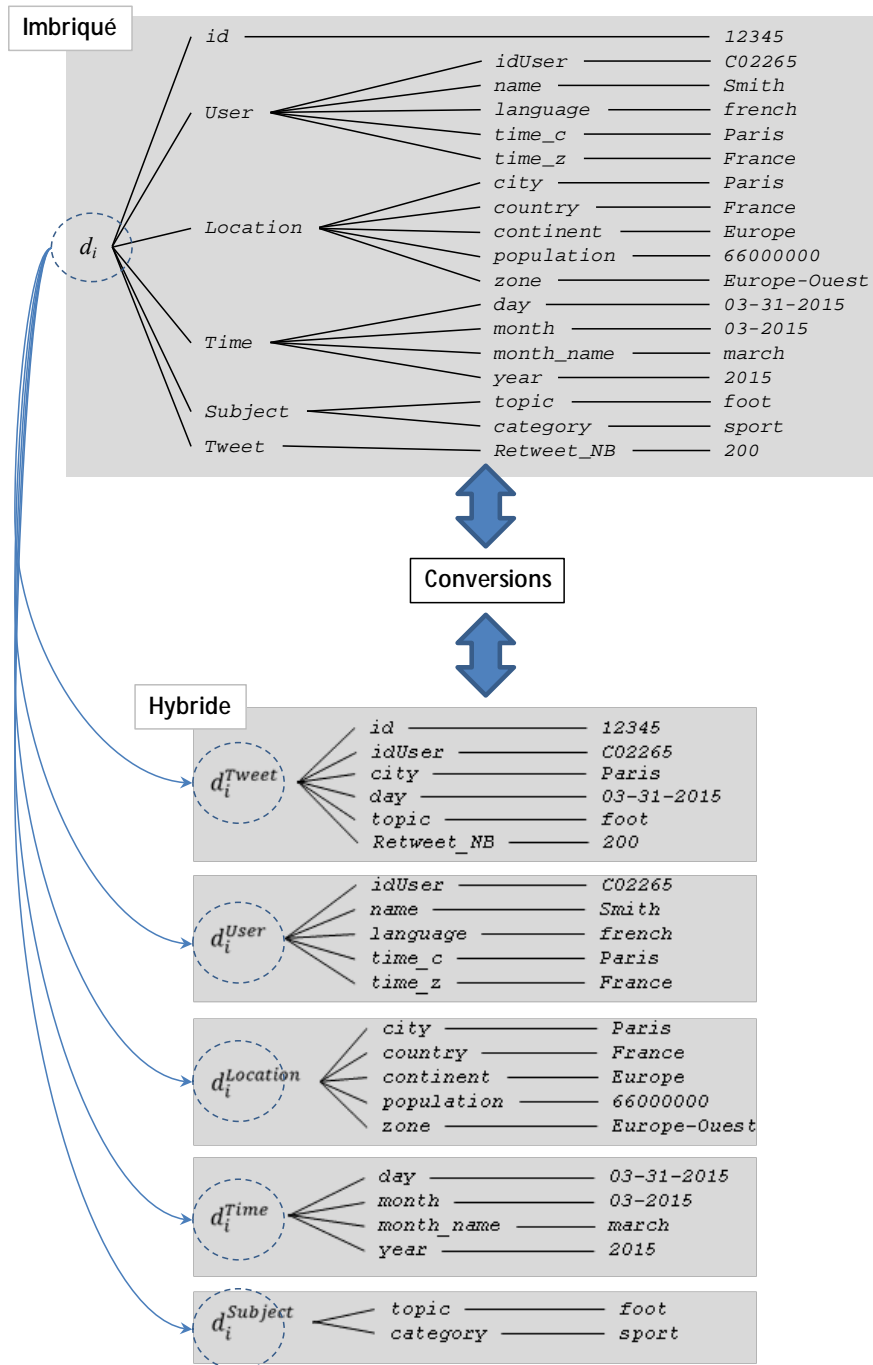 Imbriqué
id 12345
idUser C02265
name Smith
User language french
time_c Paris
time_z France
city Paris
country France
Location continent Europe
d_i
population 66000000
zone Europe-Ouest
day 03-31-2015
month 03-2015
Time
month_name march
year 2015
topic foot
Subject
category sport
Tweet Retweet_NB 200
Conversions
Hybride
id 12345
idUser C02265
city Paris
d_i^Tweet
day 03-31-2015
topic foot
Retweet_NB 200
idUser C02265
name Smith
d_i^User language french
time_c Paris
time_z France
city Paris
country France
d_i^Location continent Europe
population 66000000
zone Europe-Ouest
day 03-31-2015
month 03-2015
d_i^Time
month_name march
year 2015
topic foot
d_i^Subject
category sport